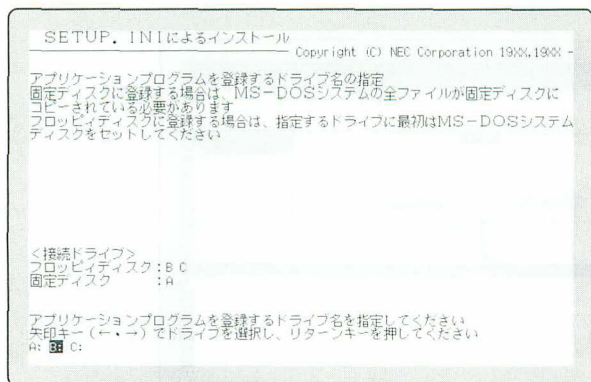 SETUP．INIによるインストール
Copyright (C) NEC Corporation 19XX,19XX
アプリケーションプログラムを登録するドライブ名の指定
固定ディスクに登録する場合は、MS－DOSシステムの全ファイルが固定ディスクに
コピーされている必要があります
フロッピィディスクに登録する場合は、指定するドライブに最初はMS－DOSシステム
ディスクをセットしてください
<接続ドライブ>
フロッピィディスク:B C
固定ディスク　　　:A
アプリケーションプログラムを登録するドライブ名を指定してください
矢印キー(←・→)でドライブを選択し、リターンキーを押してください
A: B: C: